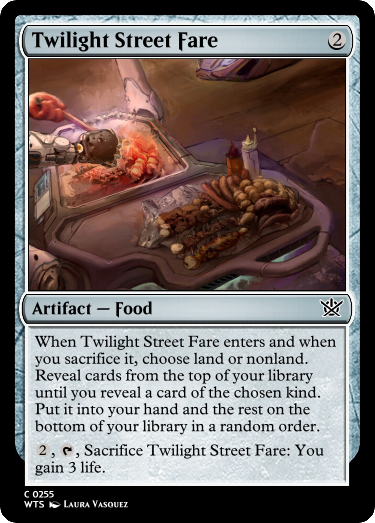 Twilight Street Fare 2
Artifact — Food
When Twilight Street Fare enters and when
you sacrifice it, choose land or nonland.
Reveal cards from the top of your library
until you reveal a card of the chosen kind.
Put it into your hand and the rest on the
bottom of your library in a random order.
2, , Sacrifice Twilight Street Fare: You
gain 3 life.
C 0255
WTS Laura Vasquez